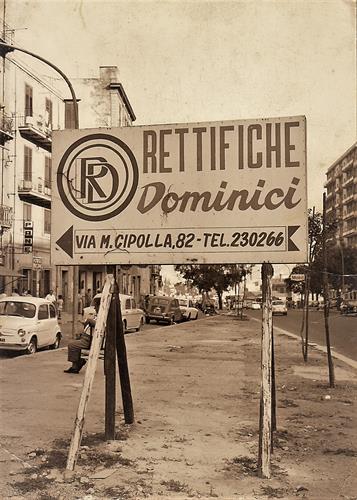 RD
RETTIFICHE
Dominici
VIA M. CIPOLLA, 82 - TEL. 230266